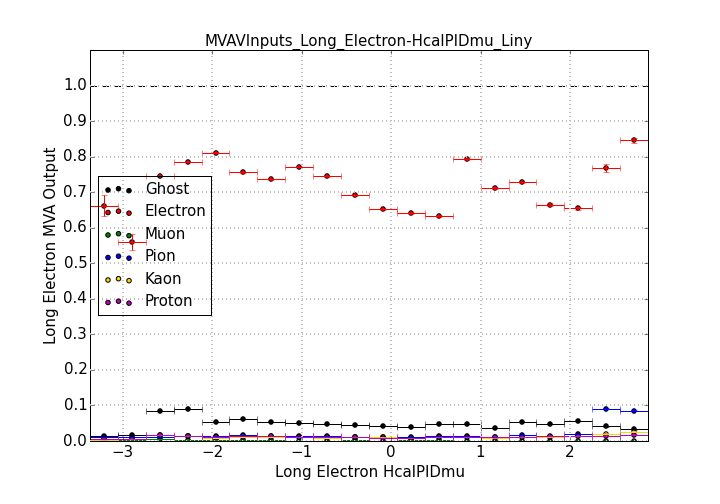 MVAVInputs_Long_Electron-HcalPIDmu_Liny
1.0
0.9
0.8
0.7
0.6
0.5
0.4
0.3
0.2
0.1
0.0
Long Electron MVA Output
Ghost
Electron
Muon
Pion
Kaon
Proton
−3 −2 −1 0 1 2
Long Electron HcalPIDmu